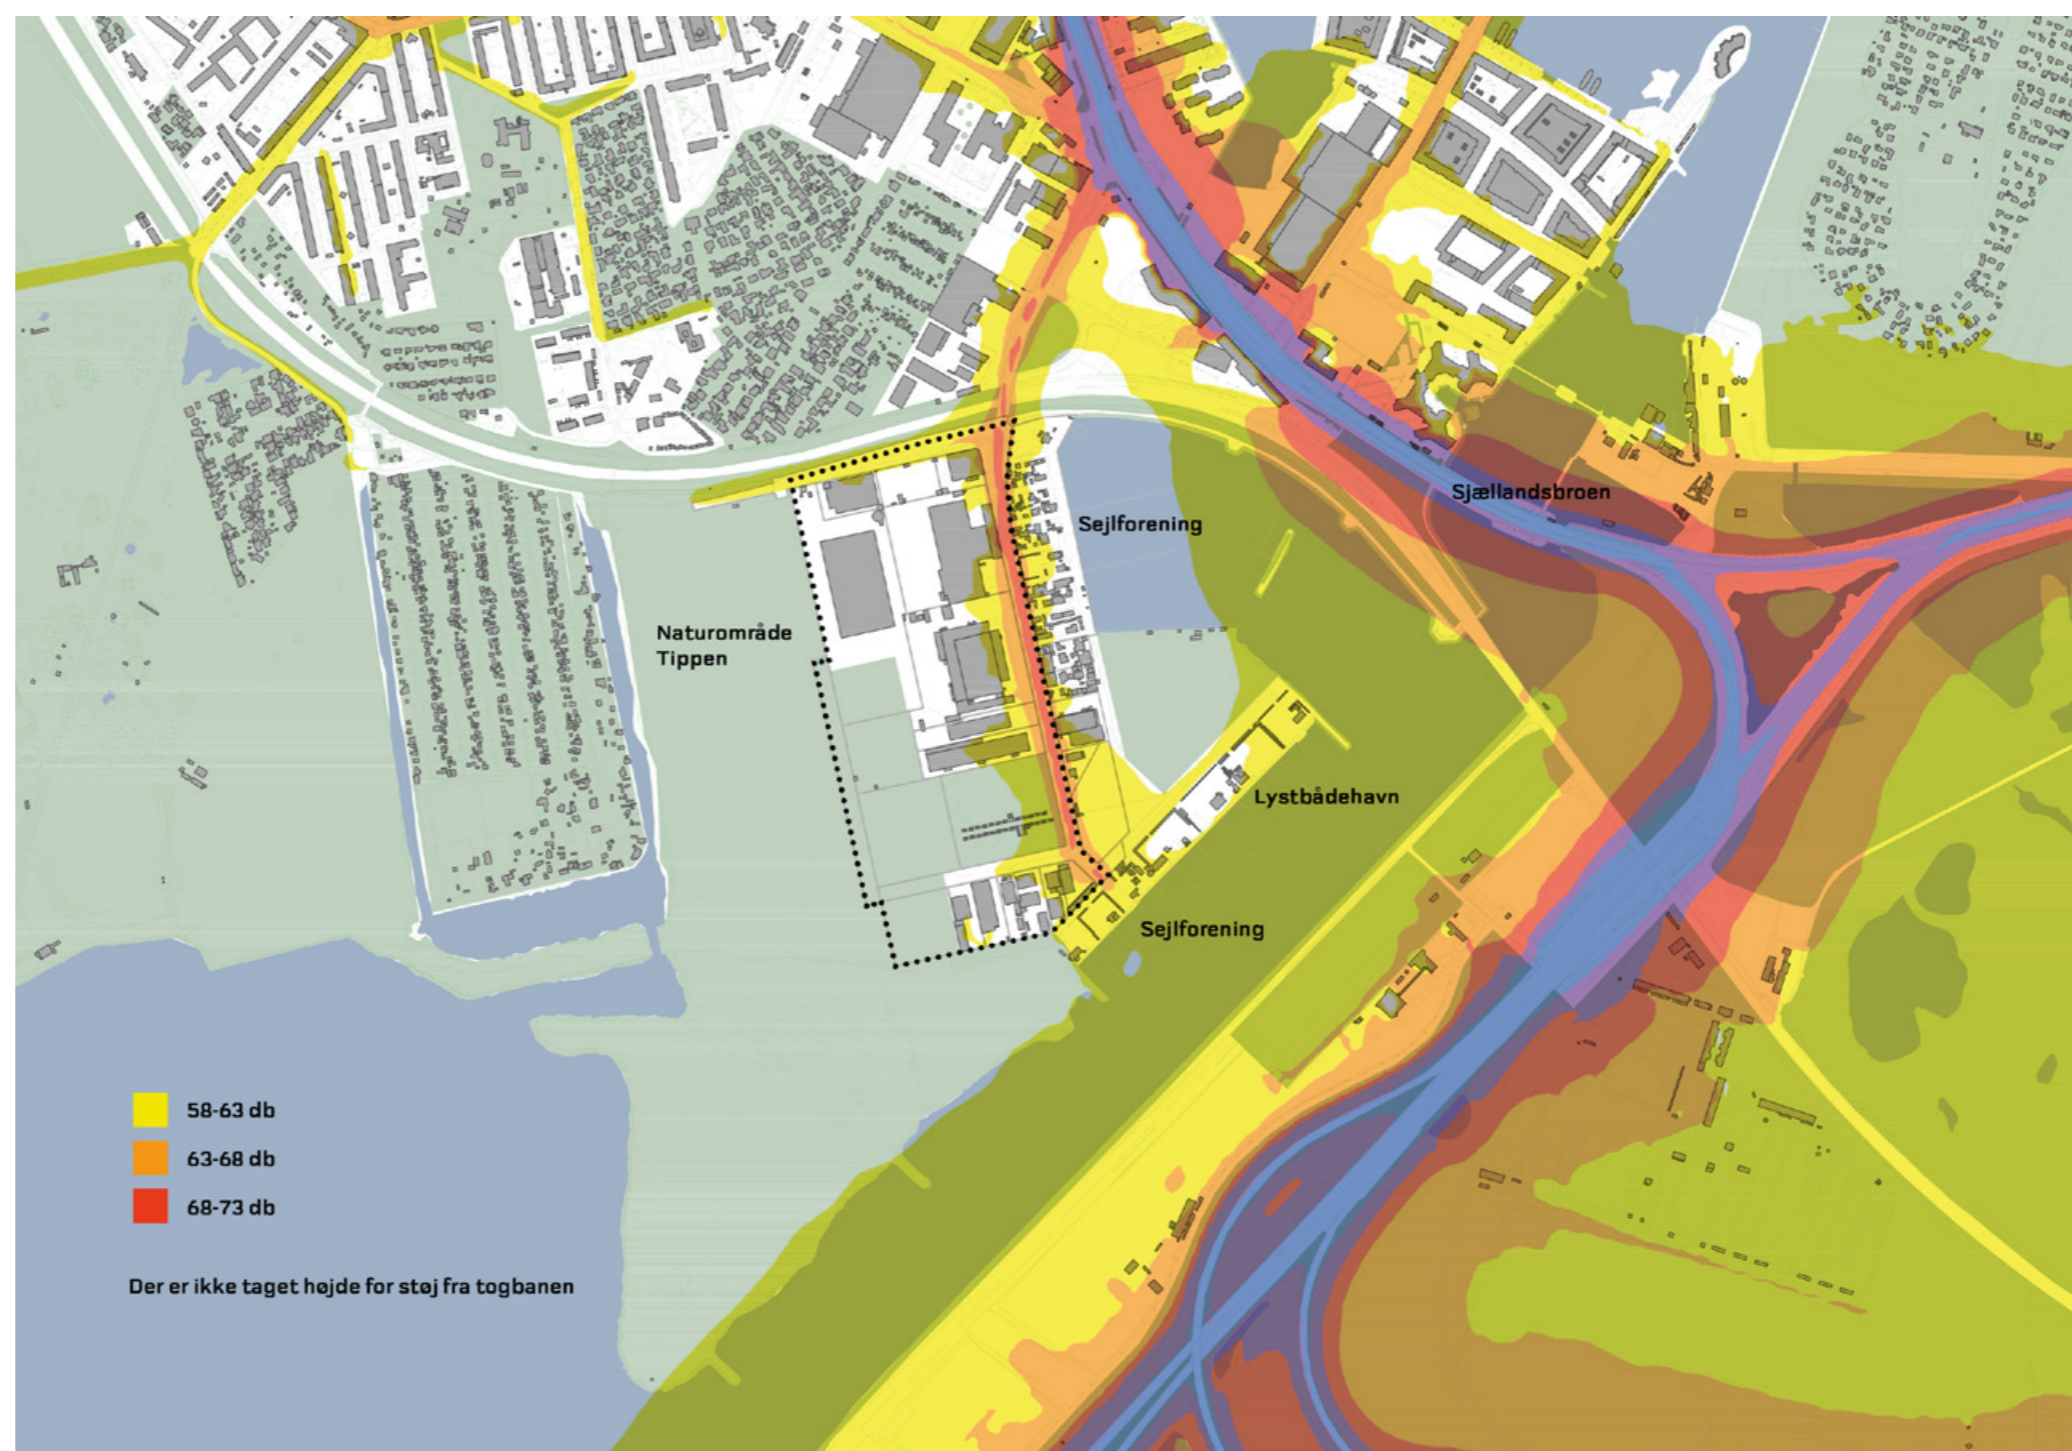 Sjællandsbroen
Sejlforening
Naturområde
Tippen
Lystbådehavn
Sejlforening
58-63 db
63-68 db
68-73 db
Der er ikke taget højde for støj fra togbanen